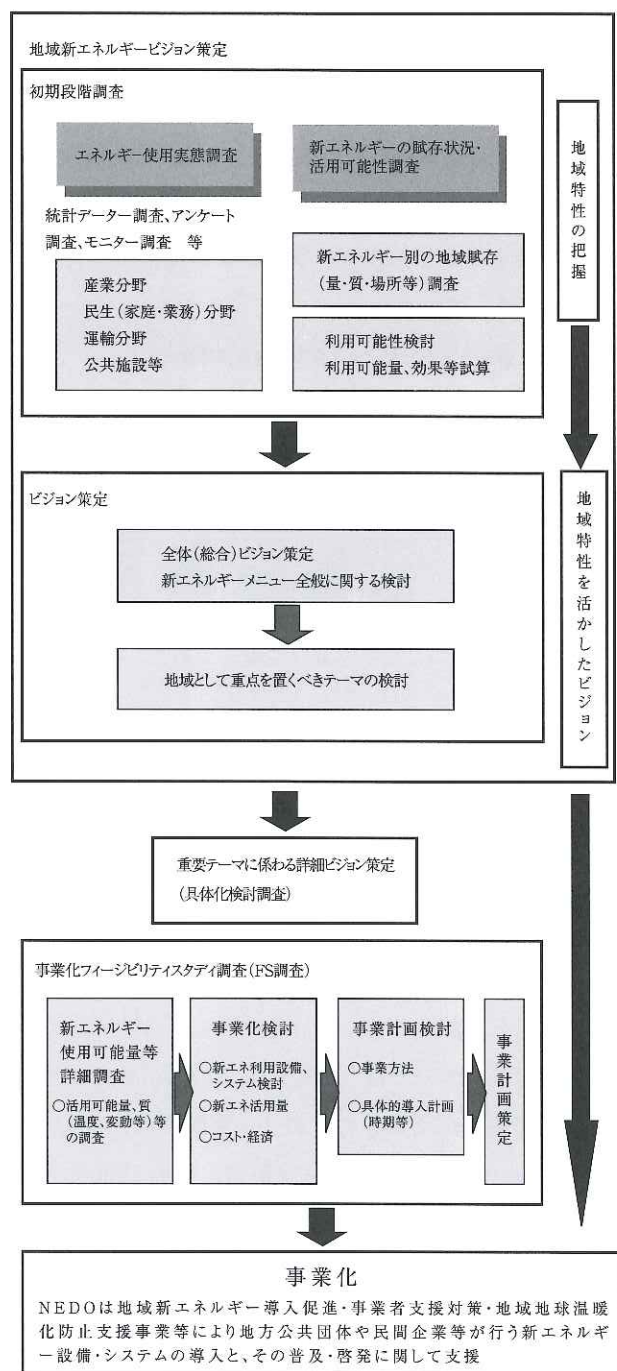 地域新エネルギービジョン策定
初期段階調査
エネルギー使用実態調査
統計データー調査、アンケート
調査、モニター調査　等
産業分野
民生（家庭・業務）分野
運輸分野
公共施設等
新エネルギーの賦存状況・
活用可能性調査
新エネルギー別の地域賦存
（量・質・場所等）調査
利用可能性検討
利用可能量、効果等試算
地域特性の把握
ビジョン策定
全体（総合）ビジョン策定
新エネルギーメニュー全般に関する検討
地域として重点を置くべきテーマの検討
地域特性を活かしたビジョン
重要テーマに係わる詳細ビジョン策定
（具体化検討調査）
事業化フィージビリティスタディ調査（FS調査）
新エネルギー
使用可能量等
詳細調査
○活用可能量、質
（温度、変動等）等
の調査
事業化検討
○新エネ利用設備、
システム検討
○新エネ活用量
○コスト・経済
事業計画検討
○事業方法
○具体的導入計画
（時期等）
事業計画策定
事業化
NEDOは地域新エネルギー導入促進・事業者支援対策・地域地球温暖
化防止支援事業等により地方公共団体や民間企業等が行う新エネルギ
ー設備・システムの導入と、その普及・啓発に関して支援